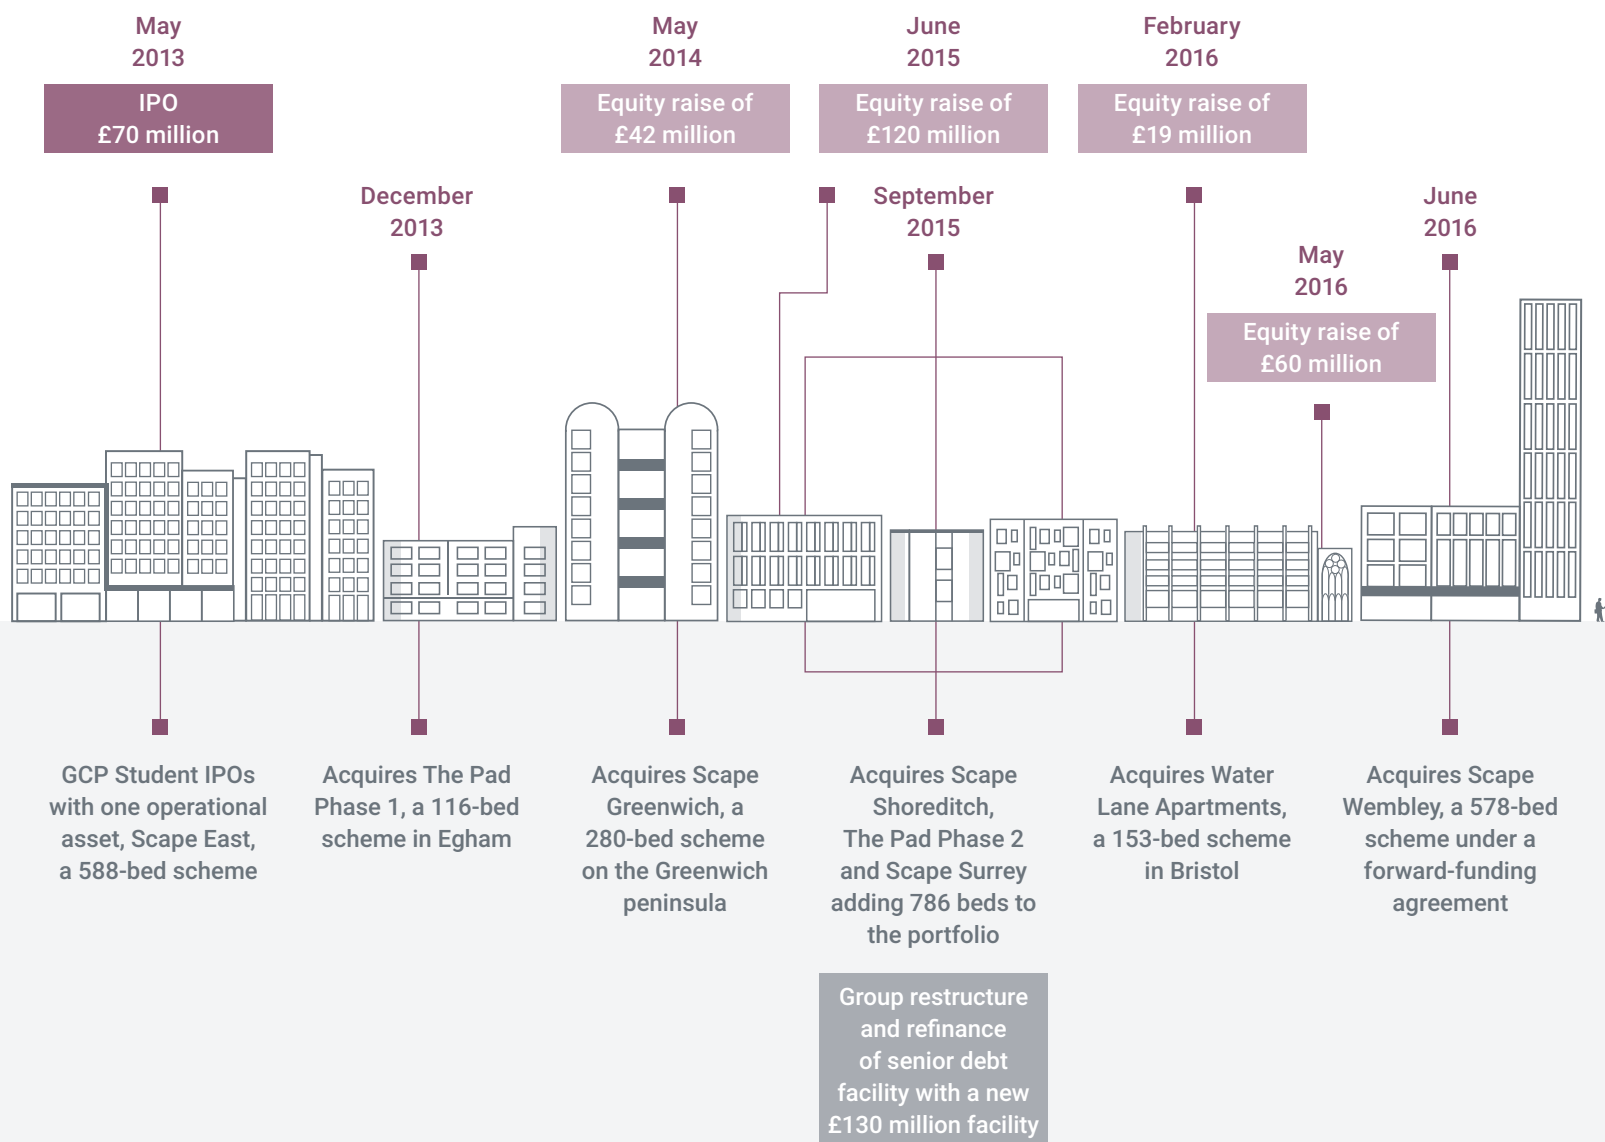 May
2013
IPO
£70 million
December
2013
May
2014
Equity raise of
£42 million
June
2015
Equity raise of
£120 million
September
2015
February
2016
Equity raise of
£19 million
May
2016
Equity raise of
£60 million
June
2016
GCP Student IPOs
with one operational
asset, Scape East,
a 588-bed scheme
Acquires The Pad
Phase 1, a 116-bed
scheme in Egham
Acquires Scape
Greenwich, a
280-bed scheme
on the Greenwich
peninsula
Acquires Scape
Shoreditch,
The Pad Phase 2
and Scape Surrey
adding 786 beds to
the portfolio
Group restructure
and refinance
of senior debt
facility with a new
£130 million facility
Acquires Water
Lane Apartments,
a 153-bed scheme
in Bristol
Acquires Scape
Wembley, a 578-bed
scheme under a
forward-funding
agreement